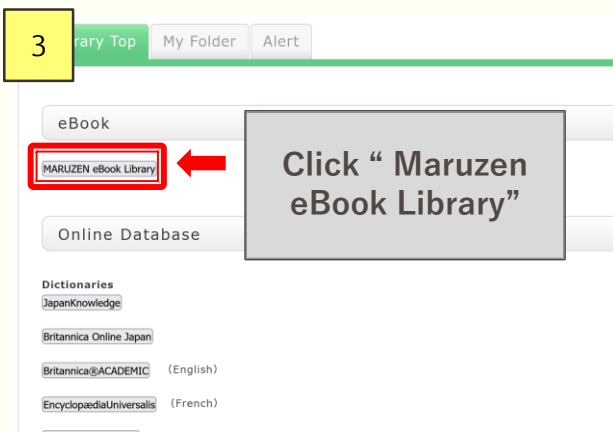 3
rary Top My Folder Alert
eBook
MARUZEN eBook Library
Click “ Maruzen
eBook Library”
Online Database
Dictionaries
JapanKnowledge
Britannica Online Japan
Britannica®ACADEMIC (English)
EncyclopædiaUniversalis (French)